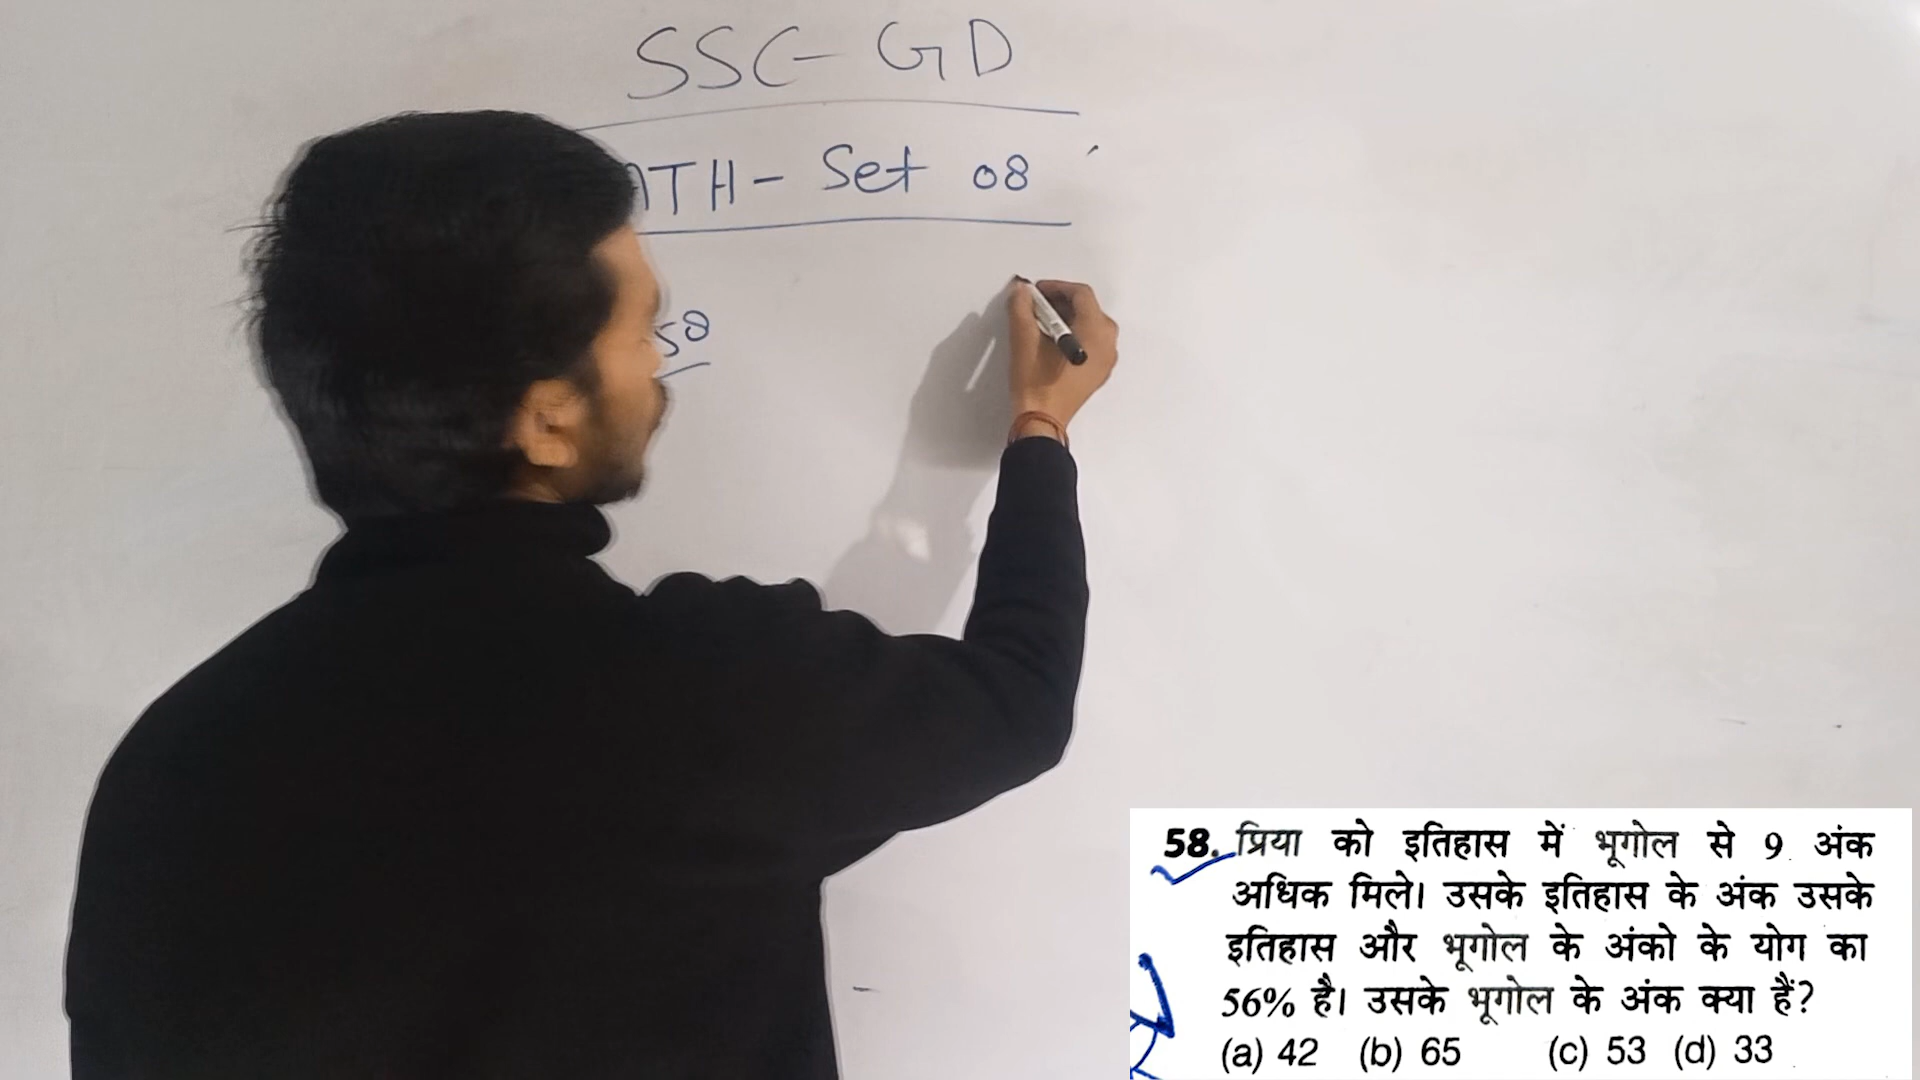 SSC-GD
ATH- Set 08
58
58. प्रिया को इतिहास में भूगोल से 9 अंक
अधिक मिले। उसके इतिहास के अंक उसके
इतिहास और भूगोल के अंको के योग का
56% है। उसके भूगोल के अंक क्या हैं?
(a) 42 (b) 65 (c) 53 (d) 33